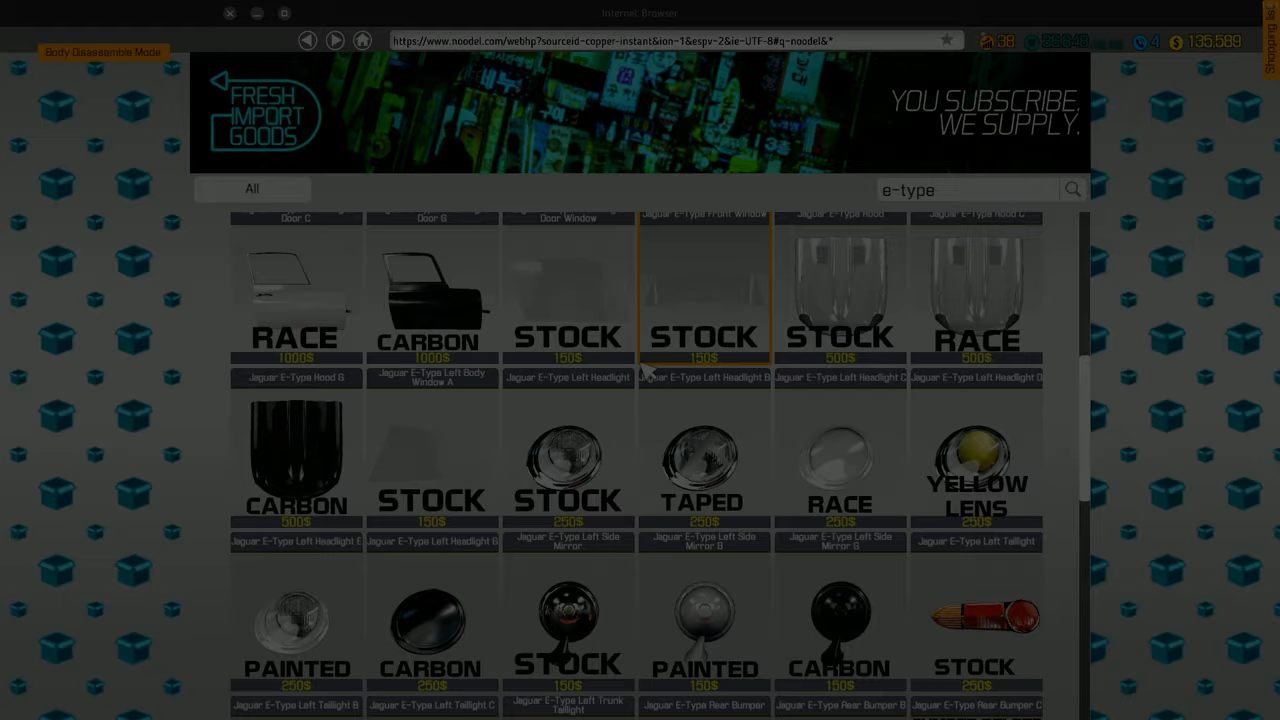 Internet Browser
Body Disassemble Mode
https://www.noodel.com/webhp?sourceid-copper-instant&ion-1&espv-2&ie-UTF-8#q-noodel&*
38
4
135,589
FRESH
IMPORT
GOODS
YOU SUBSCRIBE.
WE SUPPLY.
All
e-type
Door C
Door G
Door Window
Jaguar E-Type Front Window
Jaguar E-Type Hood
Jaguar E-Type Hood C
RACE
CARBON
STOCK
STOCK
STOCK
RACE
1000$
1000$
150$
150$
500$
500$
Jaguar E-Type Hood G
Jaguar E-Type Left Body
Window A
Jaguar E-Type Left Headlight
Jaguar E-Type Left Headlight B
Jaguar E-Type Left Headlight C
Jaguar E-Type Left Headlight D
CARBON
STOCK
STOCK
TAPED
RACE
YELLOW
LENS
500$
150$
250$
250$
250$
250$
Jaguar E-Type Left Headlight E
Jaguar E-Type Left Headlight G
Jaguar E-Type Left Side
Mirror
Jaguar E-Type Left Side
Mirror B
Jaguar E-Type Left Side
Mirror G
Jaguar E-Type Left Taillight
PAINTED
CARBON
STOCK
PAINTED
CARBON
STOCK
250$
250$
150$
150$
150$
250$
Jaguar E-Type Left Taillight B
Jaguar E-Type Left Taillight C
Jaguar E-Type Left Trunk
Taillight
Jaguar E-Type Rear Bumper
Jaguar E-Type Rear Bumper B
Jaguar E-Type Rear Bumper C